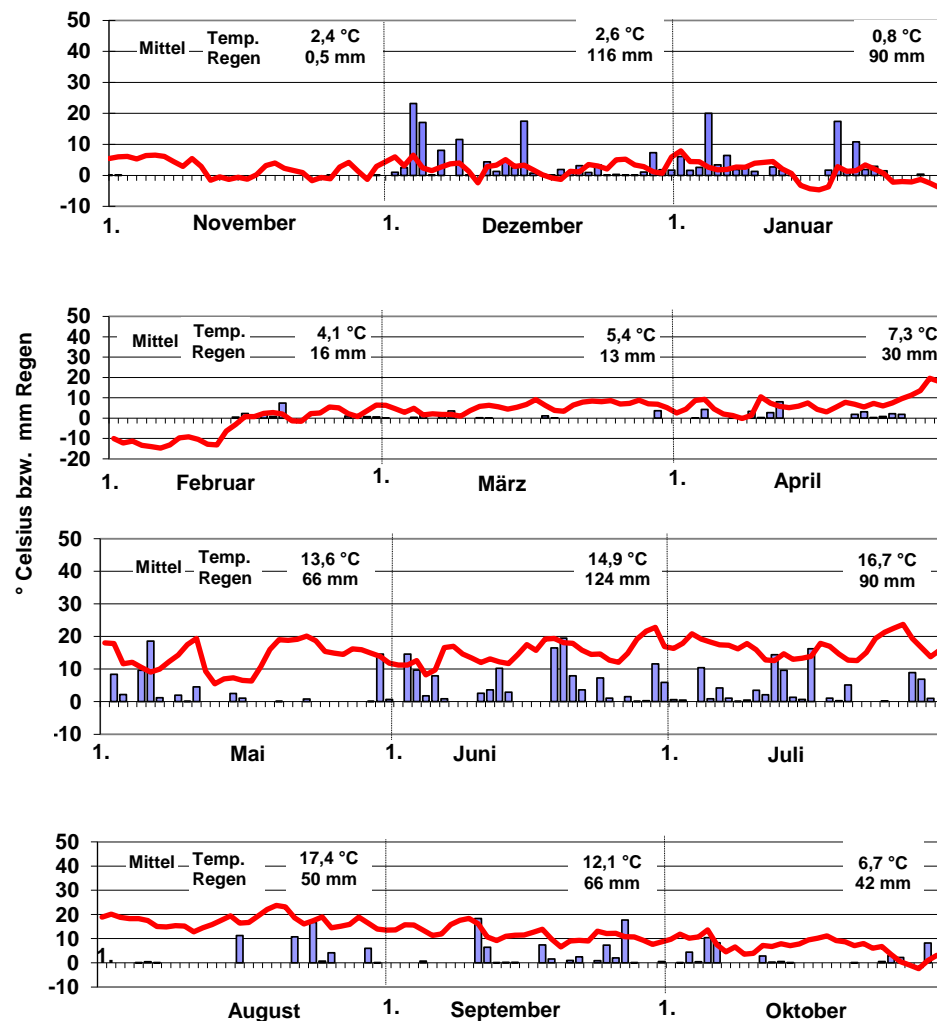 ° Celsius bzw. mm Regen
50
40
30
20
10
0
-10
Mittel Temp. 2,4 °C 2,6 °C 0,8 °C
Regen 0,5 mm 116 mm 90 mm
1. November 1. Dezember 1. Januar
50
40
30
20
10
0
-10
-20
Mittel Temp. 4,1 °C 5,4 °C 7,3 °C
Regen 16 mm 13 mm 30 mm
1. Februar 1. März 1. April
50
40
30
20
10
0
-10
Mittel Temp. 13,6 °C 14,9 °C 16,7 °C
Regen 66 mm 124 mm 90 mm
1. Mai 1. Juni 1. Juli
50
40
30
20
10
0
-10
Mittel Temp. 17,4 °C 12,1 °C 6,7 °C
Regen 50 mm 66 mm 42 mm
1. August 1. September 1. Oktober